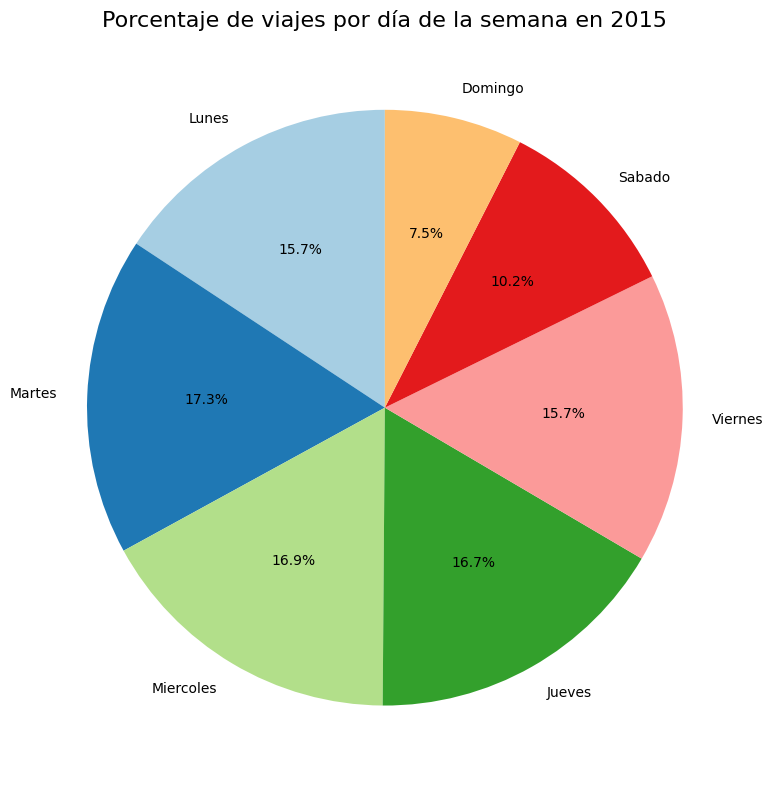 Porcentaje de viajes por día de la semana en 2015
Domingo
Lunes
Sabado
7.5%
15.7%
10.2%
Martes
17.3%
15.7%
Viernes
16.9%
16.7%
Miercoles
Jueves